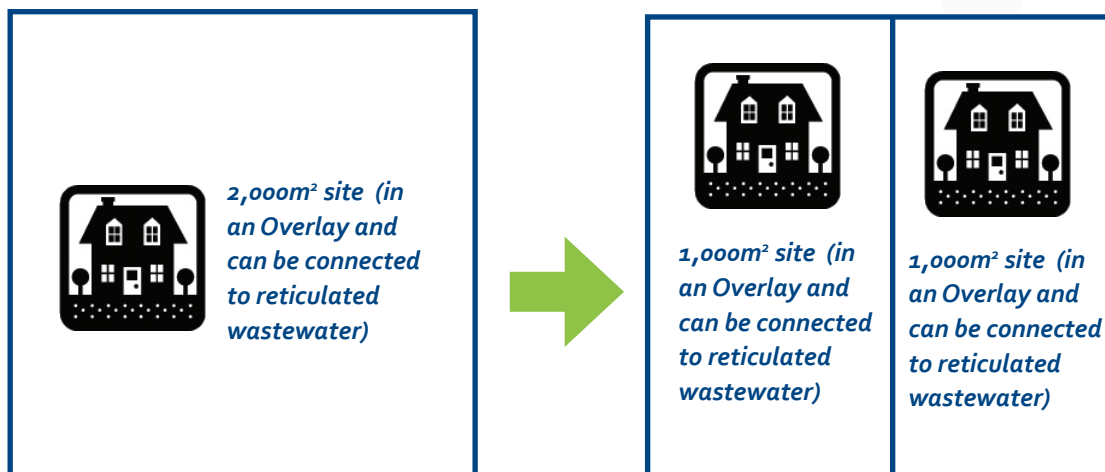 2,000m² site (in
an Overlay and
can be connected
to reticulated
wastewater)
1,000m² site (in
an Overlay and
can be connected
to reticulated
wastewater)
1,000m² site (in
an Overlay and
can be connected
to reticulated
wastewater)